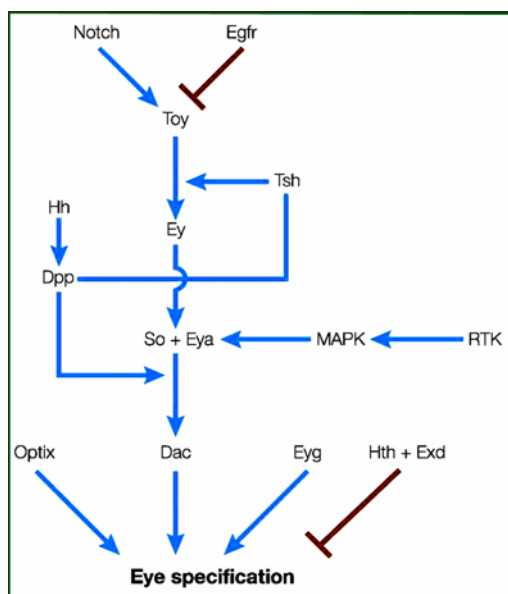 Notch Egfr
Toy
Tsh
Hh
Ey
Dpp
So + Eya MAPK RTK
Optix Dac Eyg Hth + Exd
Eye specification